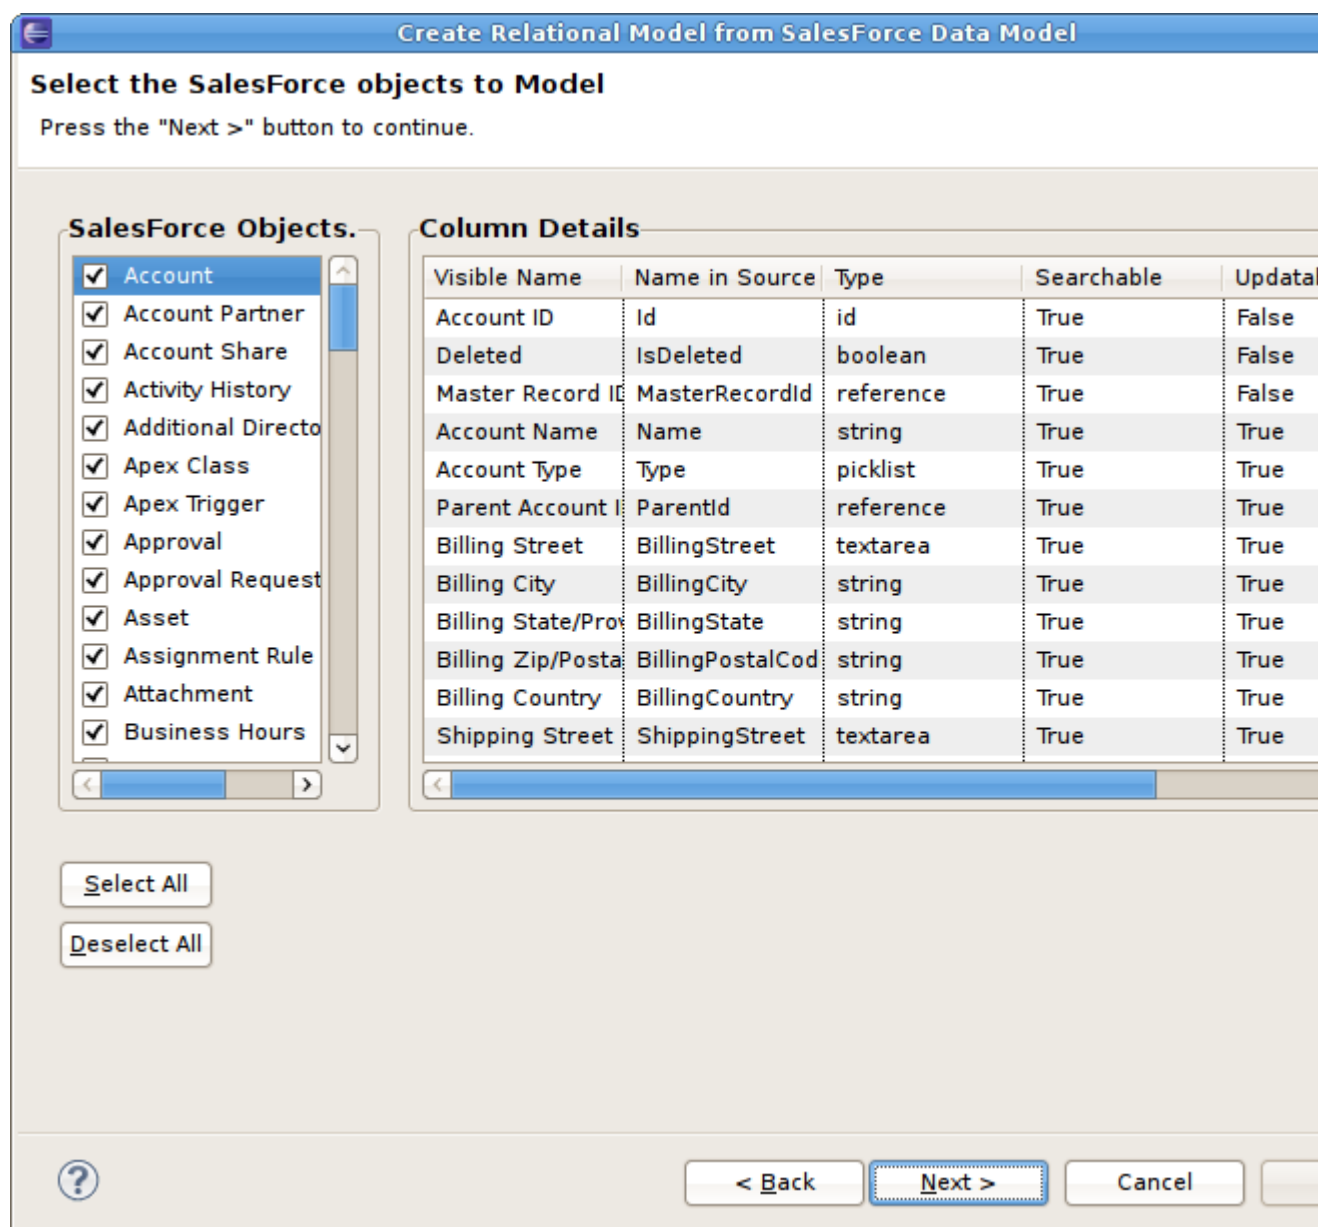 Create Relational Model from SalesForce Data Model
Select the SalesForce objects to Model
Press the "Next >" button to continue.
SalesForce Objects.
Account
Account Partner
Account Share
Activity History
Additional Directo
Apex Class
Apex Trigger
Approval
Approval Request
Asset
Assignment Rule
Attachment
Business Hours
Column Details
Visible Name Name in Source Type Searchable Updatal
Account ID Id id True False
Deleted IsDeleted boolean True False
Master Record ID MasterRecordId reference True False
Account Name Name string True True
Account Type Type picklist True True
Parent Account I ParentId reference True True
Billing Street BillingStreet textarea True True
Billing City BillingCity string True True
Billing State/Prov BillingState string True True
Billing Zip/Posta BillingPostalCod string True True
Billing Country BillingCountry string True True
Shipping Street ShippingStreet textarea True True
Select All
Deselect All
< Back Next > Cancel